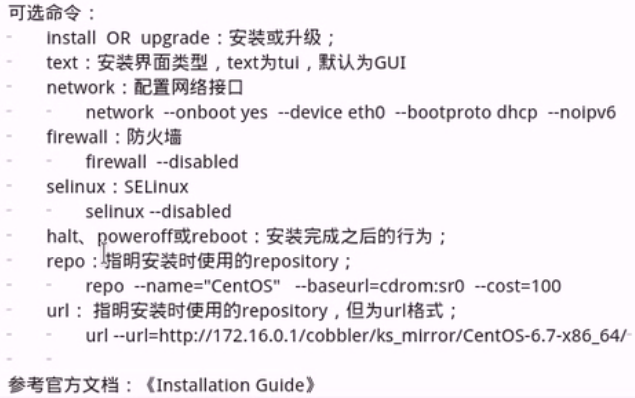 可选命令：
- install OR upgrade：安装或升级；
- text：安装界面类型，text为tui，默认为GUI
- network：配置网络接口
- - network --onboot yes --device eth0 --bootproto dhcp --noipv6
- firewall：防火墙
- - firewall --disabled
- selinux：SELinux
- - selinux --disabled
- halt、poweroff或reboot：安装完成之后的行为；
- repo：指明安装时使用的repository；
- - repo --name="CentOS" --baseurl=cdrom:sr0 --cost=100
- url： 指明安装时使用的repository，但为url格式；
- - url --url=http://172.16.0.1/cobbler/ks_mirror/CentOS-6.7-x86_64/
- -
参考官方文档：《Installation Guide》